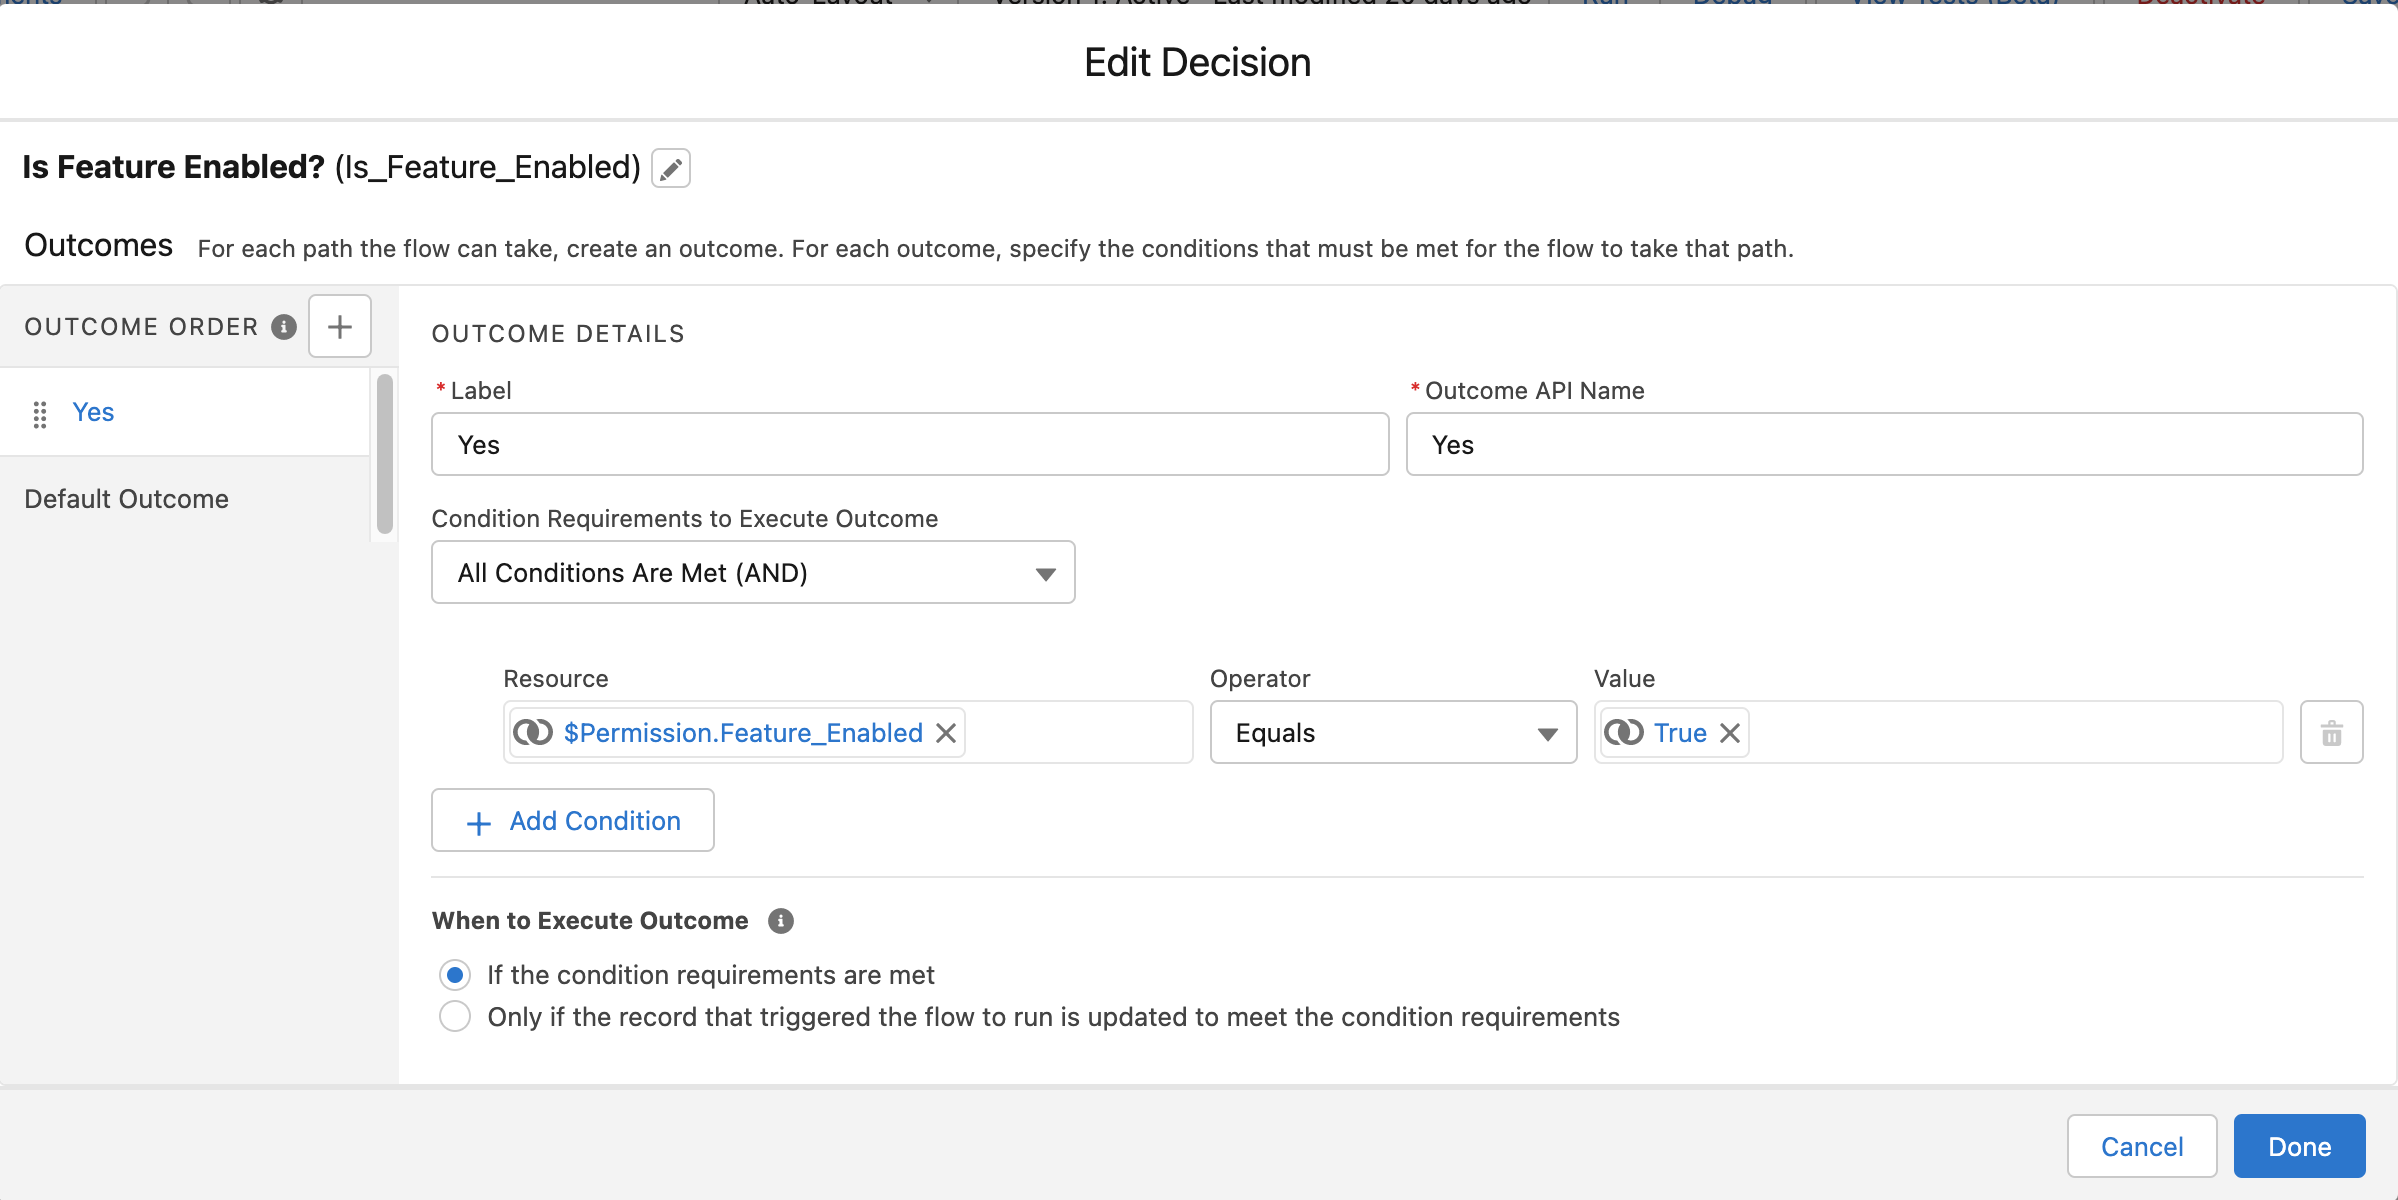 Edit Decision
Is Feature Enabled? (Is_Feature_Enabled)
Outcomes For each path the flow can take, create an outcome. For each outcome, specify the conditions that must be met for the flow to take that path.
OUTCOME ORDER
Yes
Default Outcome
OUTCOME DETAILS
* Label
Yes
* Outcome API Name
Yes
Condition Requirements to Execute Outcome
All Conditions Are Met (AND)
Resource
$Permission.Feature_Enabled
Operator
Equals
Value
True
Add Condition
When to Execute Outcome
If the condition requirements are met
Only if the record that triggered the flow to run is updated to meet the condition requirements
Cancel
Done